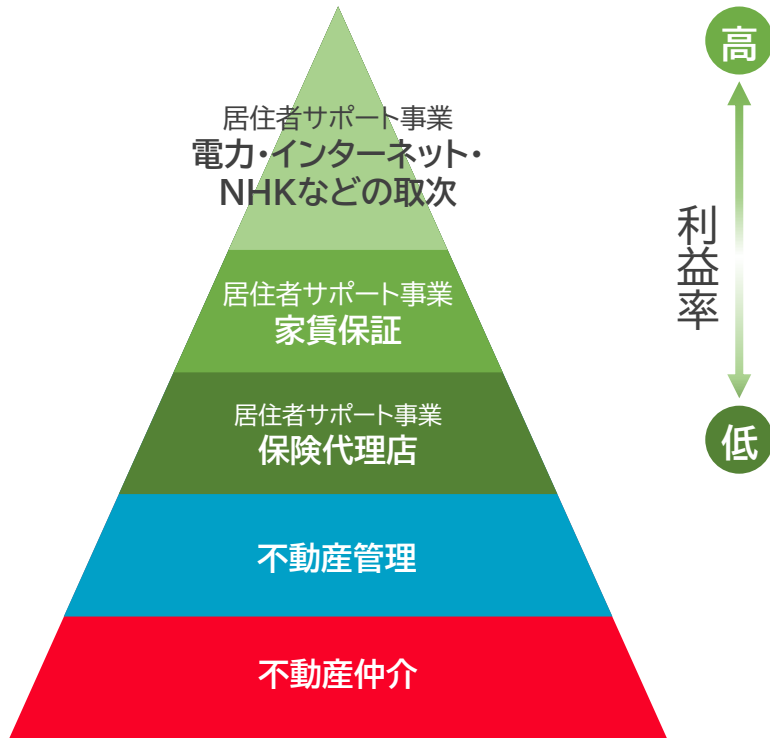 居住者サポート事業
電力・インターネット・
NHKなどの取次
居住者サポート事業
家賃保証
居住者サポート事業
保険代理店
不動産管理
不動産仲介
高
利益率
低